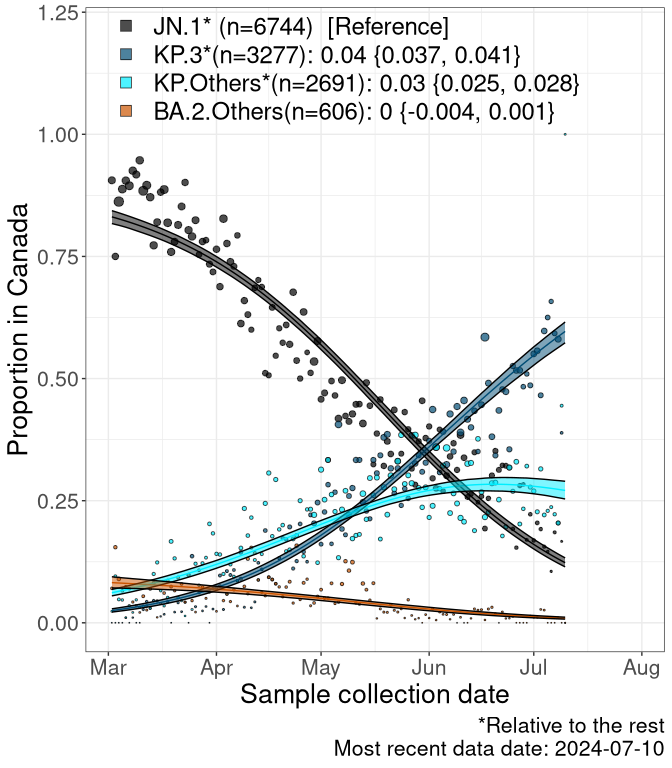 1.25
JN.1* (n=6744) [Reference]
KP.3*(n=3277): 0.04 {0.037, 0.041}
KP.Others*(n=2691): 0.03 {0.025, 0.028}
BA.2.Others(n=606): 0 {-0.004, 0.001}
1.00
0.75
0.50
0.25
0.00
Proportion in Canada
Mar Apr May Jun Jul Aug
Sample collection date
*Relative to the rest
Most recent data date: 2024-07-10